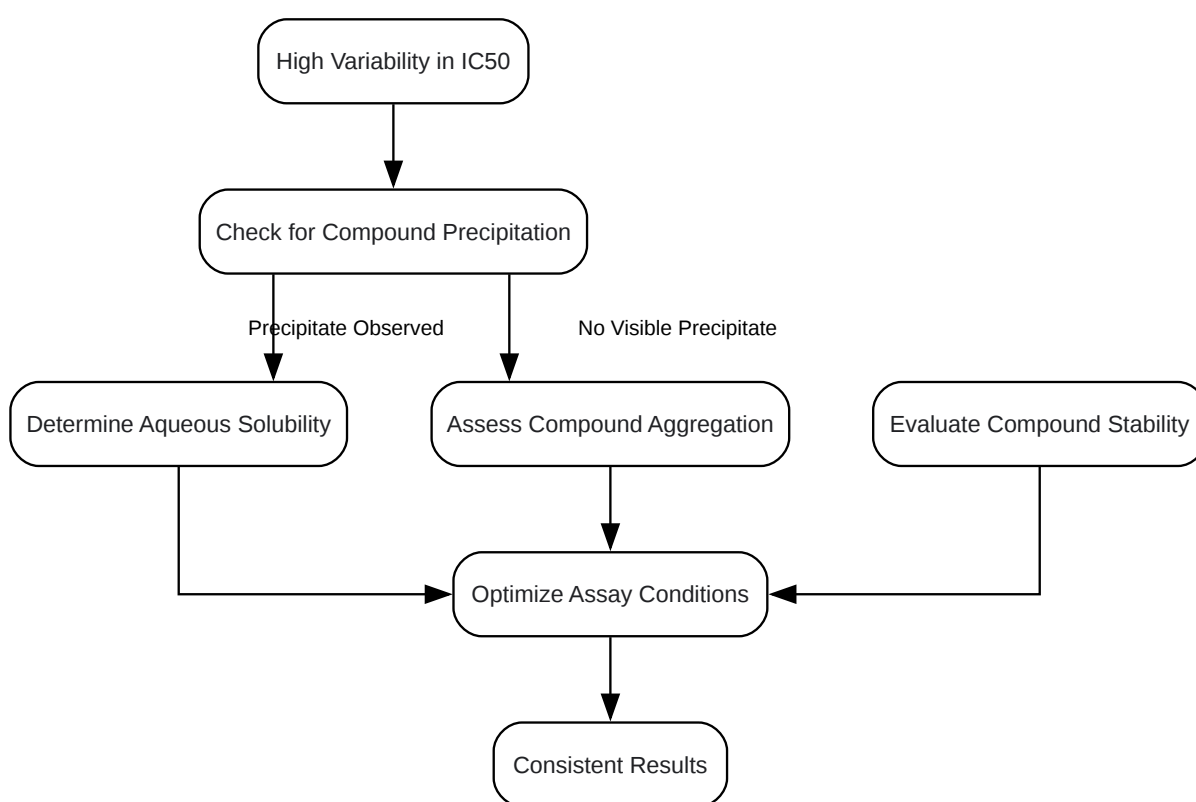 High Variability in IC50
Check for Compound Precipitation
Precipitate Observed
No Visible Precipitate
Determine Aqueous Solubility
Assess Compound Aggregation
Evaluate Compound Stability
Optimize Assay Conditions
Consistent Results